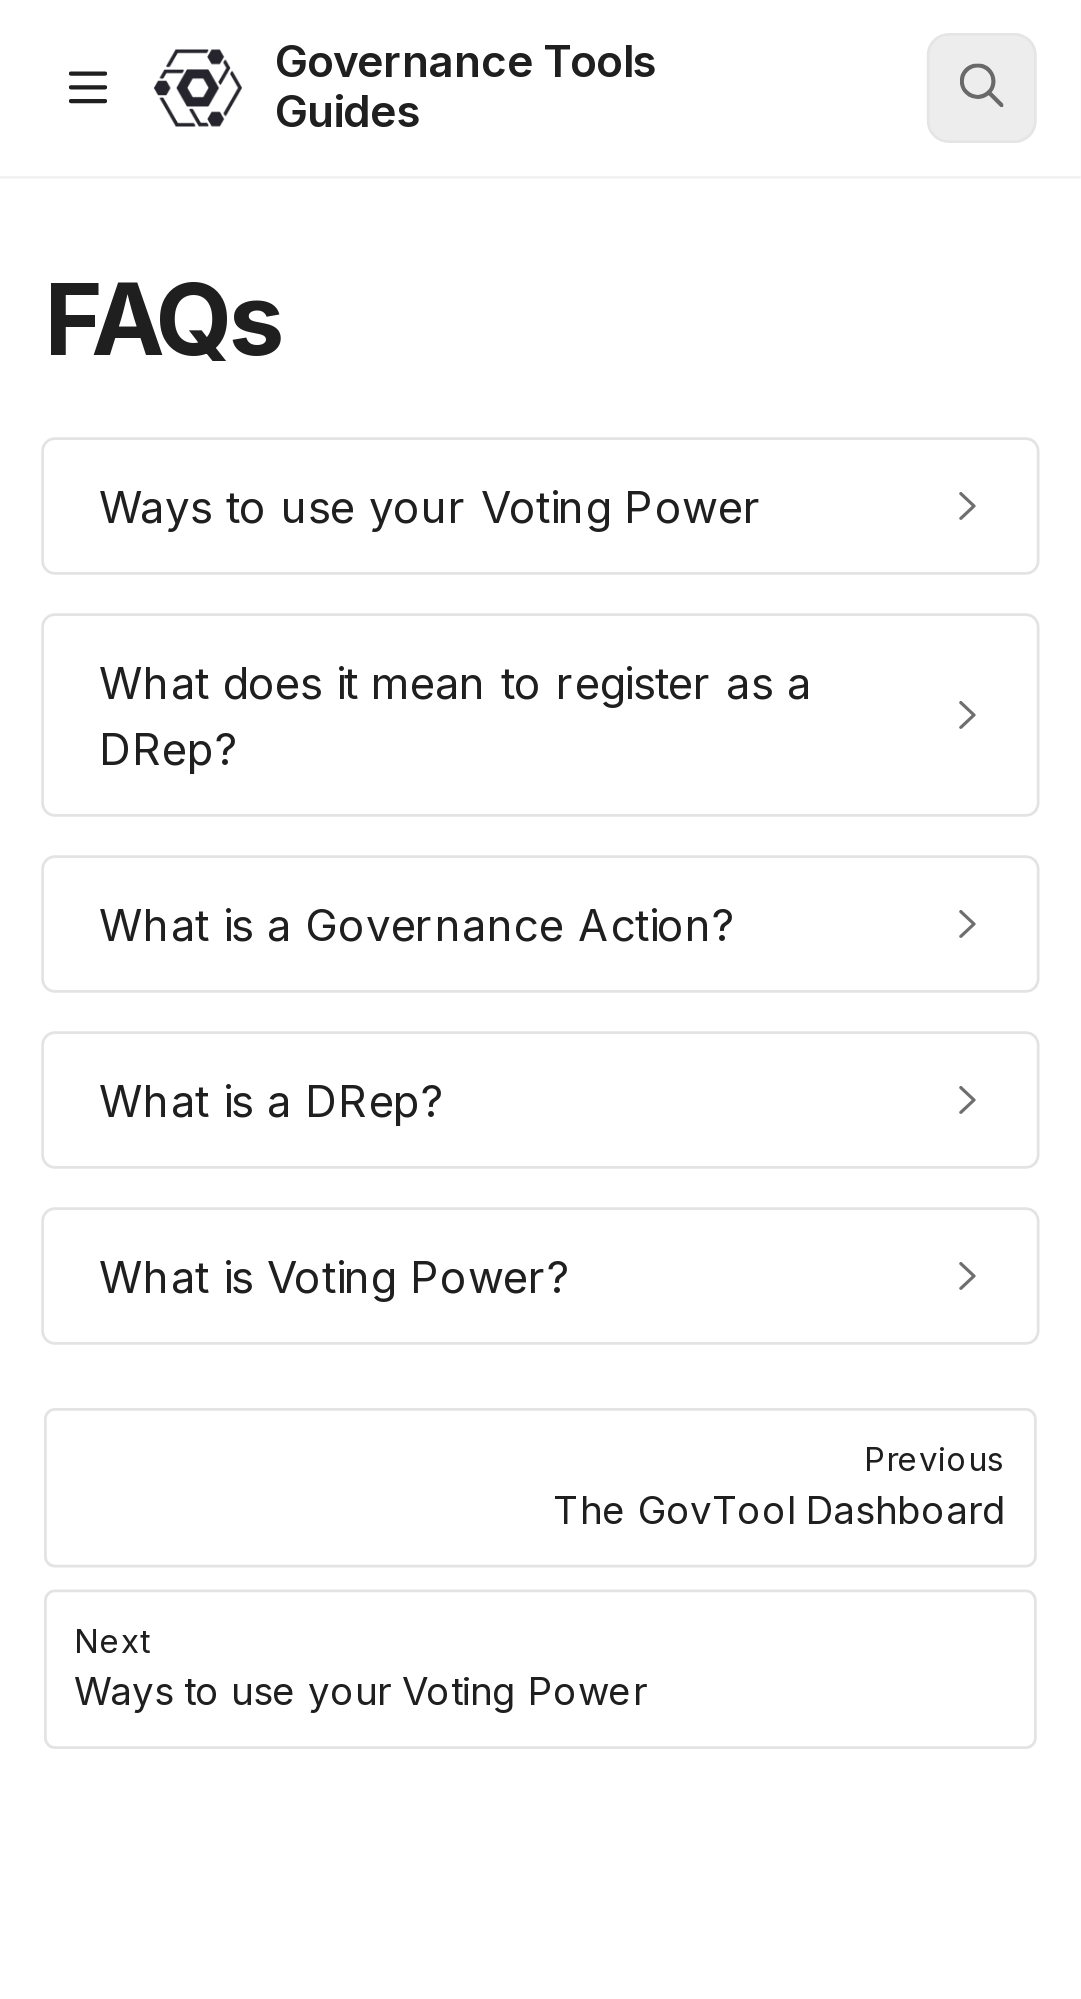 Governance Tools
Guides
FAQs
Ways to use your Voting Power
What does it mean to register as a
DRep?
What is a Governance Action?
What is a DRep?
What is Voting Power?
Previous
The GovTool Dashboard
Next
Ways to use your Voting Power